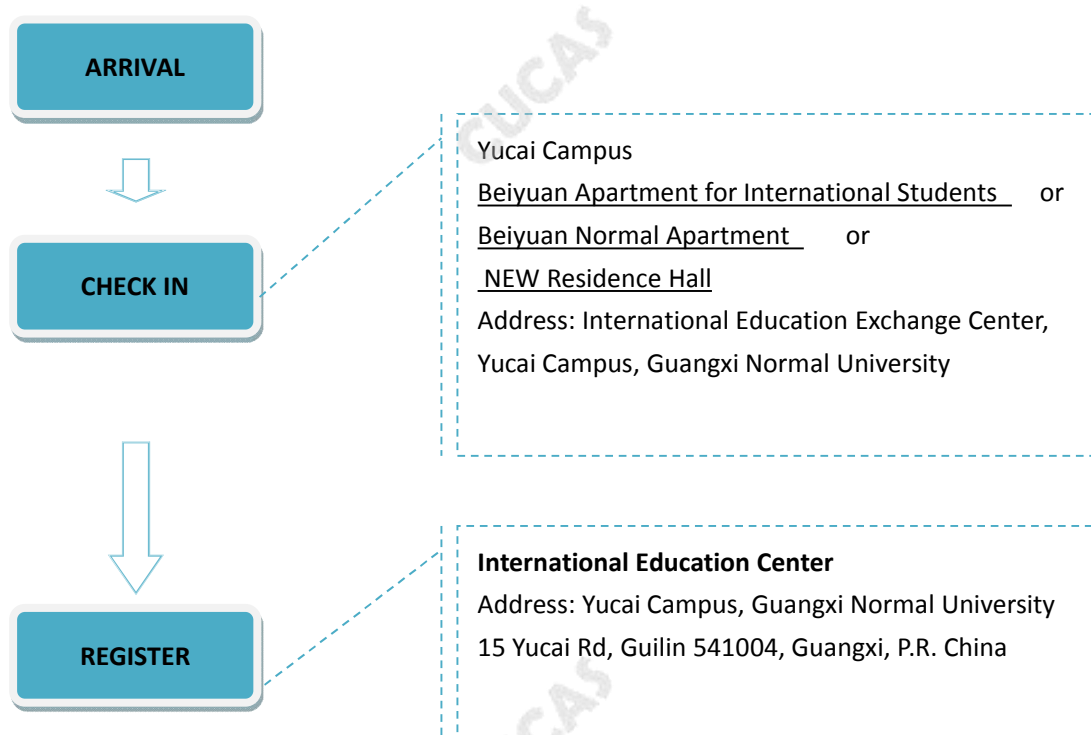 CUCAS
ARRIVAL
CHECK IN
Yucai Campus
Beiyuan Apartment for International Students or
Beiyuan Normal Apartment or
NEW Residence Hall
Address: International Education Exchange Center,
Yucai Campus, Guangxi Normal University
REGISTER
International Education Center
Address: Yucai Campus, Guangxi Normal University
15 Yucai Rd, Guilin 541004, Guangxi, P.R. China
CAS